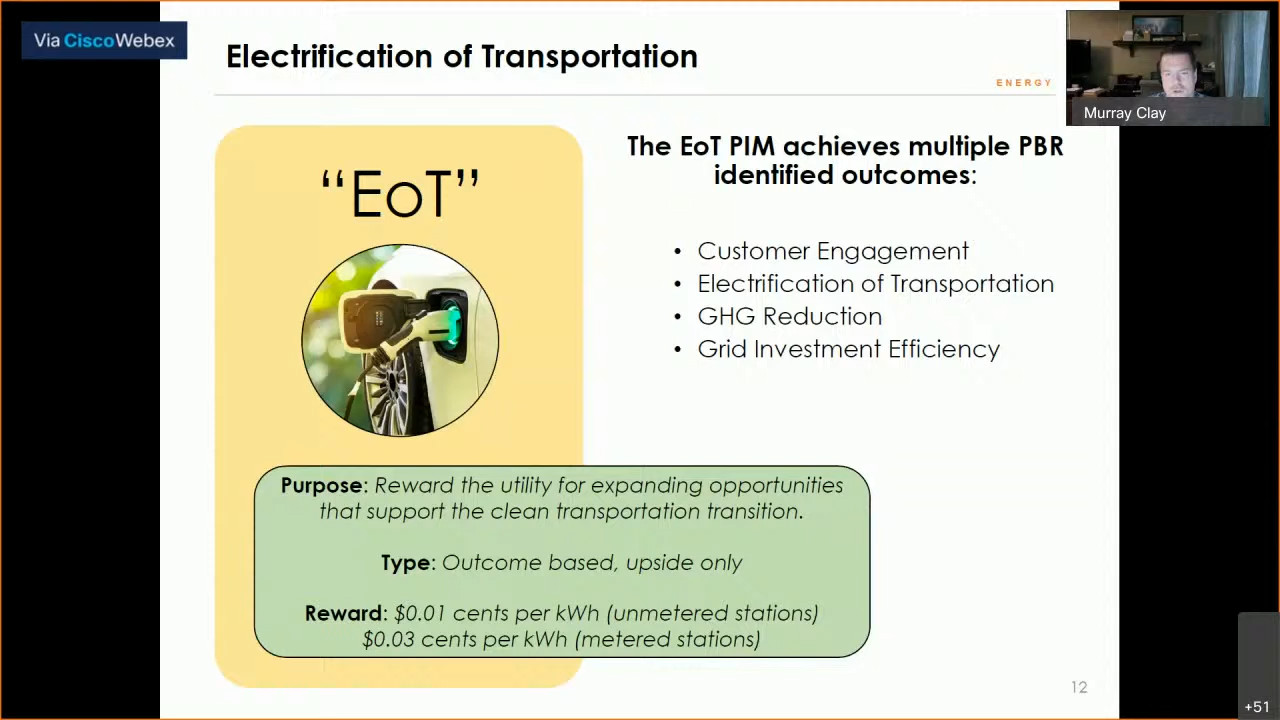 Via Cisco Webex
Electrification of Transportation
ENERGY
Murray Clay
“EoT”
The EoT PIM achieves multiple PBR
identified outcomes:
• Customer Engagement
• Electrification of Transportation
• GHG Reduction
• Grid Investment Efficiency
Purpose: Reward the utility for expanding opportunities
that support the clean transportation transition.
Type: Outcome based, upside only
Reward: $0.01 cents per kWh (unmetered stations)
$0.03 cents per kWh (metered stations)
12
+51